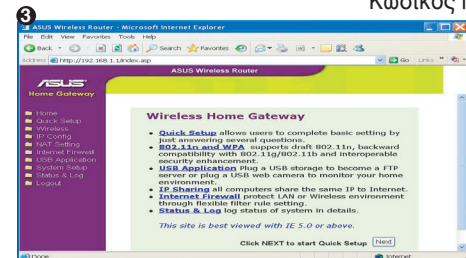 Κωδικός
3
ASUS Wireless Router - Microsoft Internet Explorer
File Edit View Favorites Tools Help
Back Search Favorites
Address http://192.168.1.1/index.asp Go Links »
ASUS Wireless Router
ASUS
Home Gateway
Home
Quick Setup
Wireless
IP Config
NAT Setting
Internet Firewall
USB Application
System Setup
Status & Log
Logout
Wireless Home Gateway
• Quick Setup allows users to complete basic setting by
just answering several questions.
• 802.11n and WPA supports draft 802.11n, backward
compatibility with 802.11g/802.11b and interoperable
security enhancement.
• USB Application Plug a USB storage to become a FTP
server or plug a USB web camera to monitor your home
environment.
• IP Sharing all computers share the same IP to Internet.
• Internet Firewall protect LAN or Wireless environment
through flexible filter rule setting.
• Status & Log log status of system in details.
This site is best viewed with IE 5.0 or above.
Click NEXT to start Quick Setup Next
Done Internet